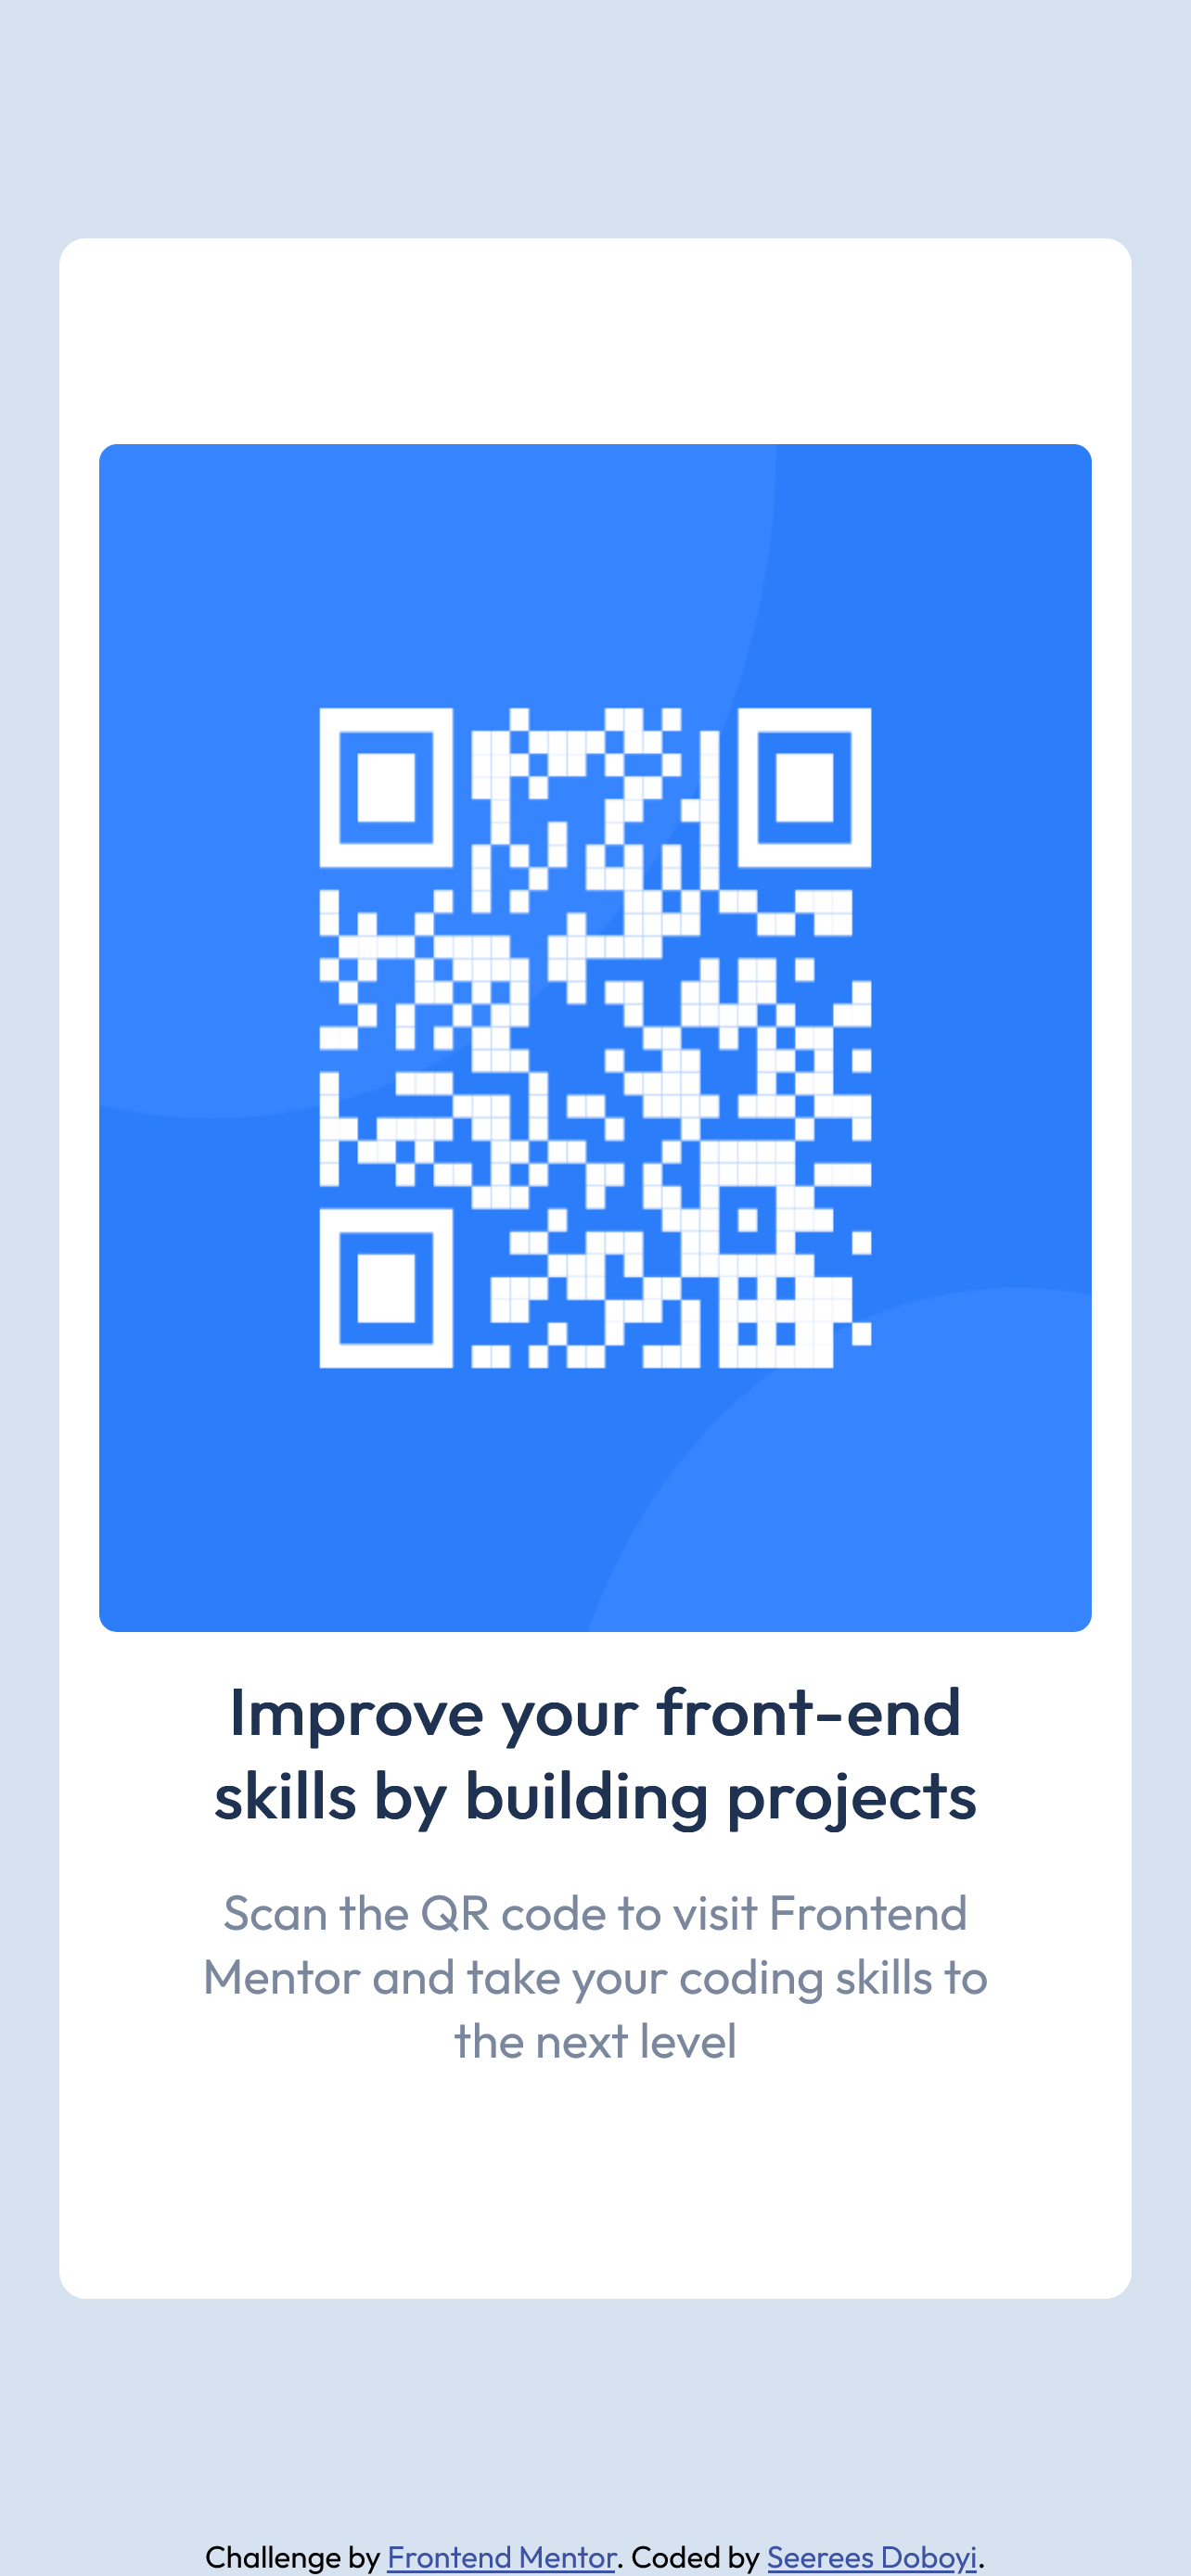 Improve your front-end
skills by building projects
Scan the QR code to visit Frontend
Mentor and take your coding skills to
the next level
Challenge by Frontend Mentor. Coded by Seerees Doboyi.